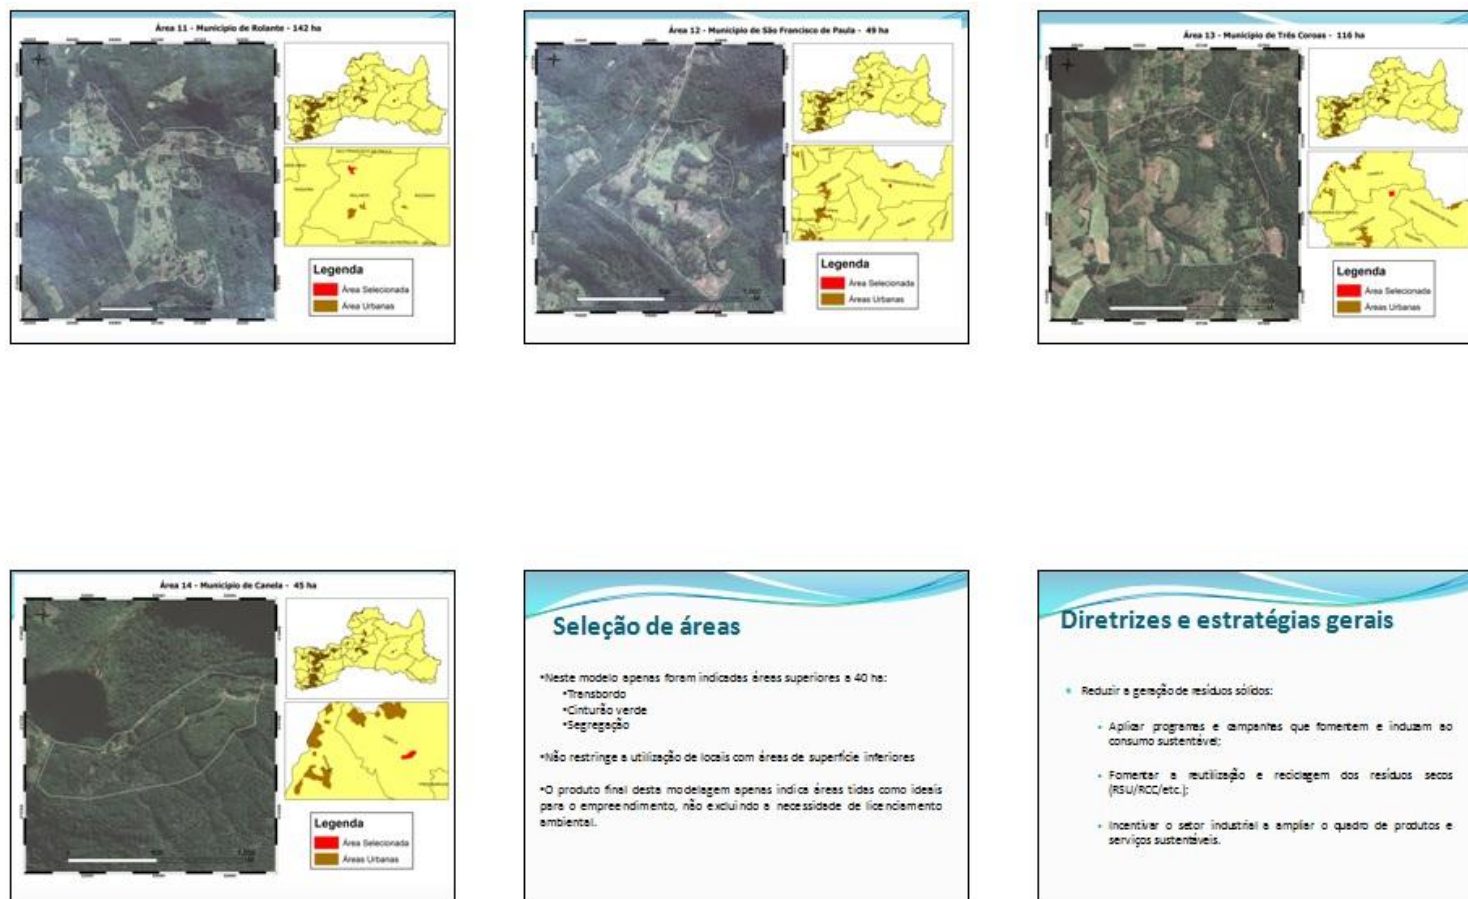 Área 11 - Município de Rolante - 142 ha
Legenda
Área Selecionada
Área Urbanas
Área 12 - Município de São Francisco de Paula - 49 ha
Legenda
Área Selecionada
Áreas Urbanas
Área 13 - Município de Três Coroas - 116 ha
Legenda
Área Selecionada
Áreas Urbanas
Área 14 - Município de Canela - 45 ha
Legenda
Área Selecionada
Áreas Urbanas
Seleção de áreas
•Neste modelo apenas foram indicadas áreas superiores a 40 ha:
•Transbordo
•Cinturão verde
•Segregação
•Não restringe a utilização de locais com áreas de superfície inferiores
•O produto final desta modelagem apenas indica áreas tidas como ideais
para o empreendimento, não excluindo a necessidade de licenciamento
ambiental.
Diretrizes e estratégias gerais
• Reduzir a geração de resíduos sólidos:
• Aplicar programas e campanhas que fomentem e induzam ao
consumo sustentável;
• Fomentar a reutilização e reciclagem dos resíduos secos
(RSU/RCC/etc.);
• Incentivar o setor industrial a ampliar o quadro de produtos e
serviços sustentáveis.